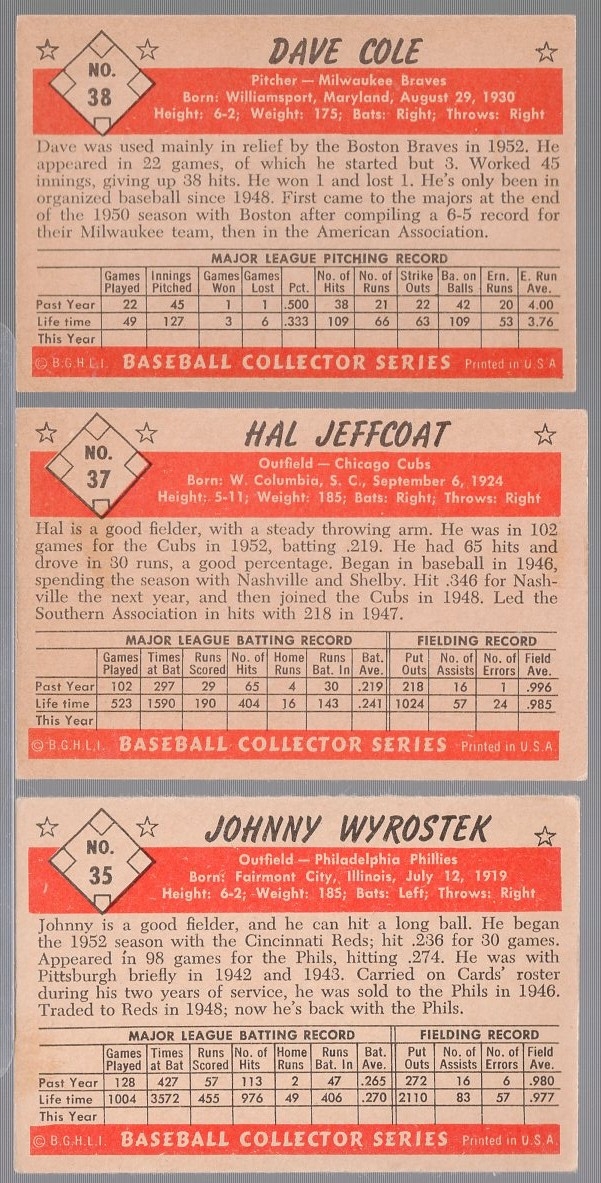 DAVE COLE
NO.
38
Pitcher — Milwaukee Braves
Born: Williamsport, Maryland, August 29, 1930
Height: 6-2; Weight: 175; Bats: Right; Throws: Right
Dave was used mainly in relief by the Boston Braves in 1952. He
appeared in 22 games, of which he started but 3. Worked 45
innings, giving up 38 hits. He won 1 and lost 1. He's only been in
organized baseball since 1948. First came to the majors at the end
of the 1950 season with Boston after compiling a 6-5 record for
their Milwaukee team, then in the American Association.
MAJOR LEAGUE PITCHING RECORD
Games Innings Games Games No. of No. of Strike Ba. on Ern. E. Run
Played Pitched Won Lost Pct. Hits Runs Outs Balls Runs Ave.
Past Year 22 45 1 1 .500 38 21 22 42 20 4.00
Life time 49 127 3 6 .333 109 66 63 109 53 3.76
This Year
© B.G.H.L.I. BASEBALL COLLECTOR SERIES Printed in U.S.A.
HAL JEFFCOAT
NO.
37
Outfield — Chicago Cubs
Born: W. Columbia, S. C., September 6, 1924
Height: 5-11; Weight: 185; Bats: Right; Throws: Right
Hal is a good fielder, with a steady throwing arm. He was in 102
games for the Cubs in 1952, batting .219. He had 65 hits and
drove in 30 runs, a good percentage. Began in baseball in 1946,
spending the season with Nashville and Shelby. Hit .346 for Nash-
ville the next year, and then joined the Cubs in 1948. Led the
Southern Association in hits with 218 in 1947.
MAJOR LEAGUE BATTING RECORD FIELDING RECORD
Games Times Runs No. of Home Runs Bat. Put No. of No. of Field
Played at Bat Scored Hits Runs Bat. In Ave. Outs Assists Errors Ave.
Past Year 102 297 29 65 4 30 .219 218 16 1 .996
Life time 523 1590 190 404 16 143 .241 1024 57 24 .985
This Year
© B.G.H.L.I. BASEBALL COLLECTOR SERIES Printed in U.S.A.
JOHNNY WYROSTEK
NO.
35
Outfield — Philadelphia Phillies
Born: Fairmont City, Illinois, July 12, 1919
Height: 6-2; Weight: 185; Bats: Left; Throws: Right
Johnny is a good fielder, and he can hit a long ball. He began
the 1952 season with the Cincinnati Reds; hit .236 for 30 games.
Appeared in 98 games for the Phils, hitting .274. He was with
Pittsburgh briefly in 1942 and 1943. Carried on Cards' roster
during his two years of service, he was sold to the Phils in 1946.
Traded to Reds in 1948; now he's back with the Phils.
MAJOR LEAGUE BATTING RECORD FIELDING RECORD
Games Times Runs No. of Home Runs Bat. Put No. of No. of Field
Played at Bat Scored Hits Runs Bat. In Ave. Outs Assists Errors Ave.
Past Year 128 427 57 113 2 47 .265 272 16 6 .980
Life time 1004 3572 455 976 49 406 .270 2110 83 57 .977
This Year
© B.G.H.L.I. BASEBALL COLLECTOR SERIES Printed in U.S.A.